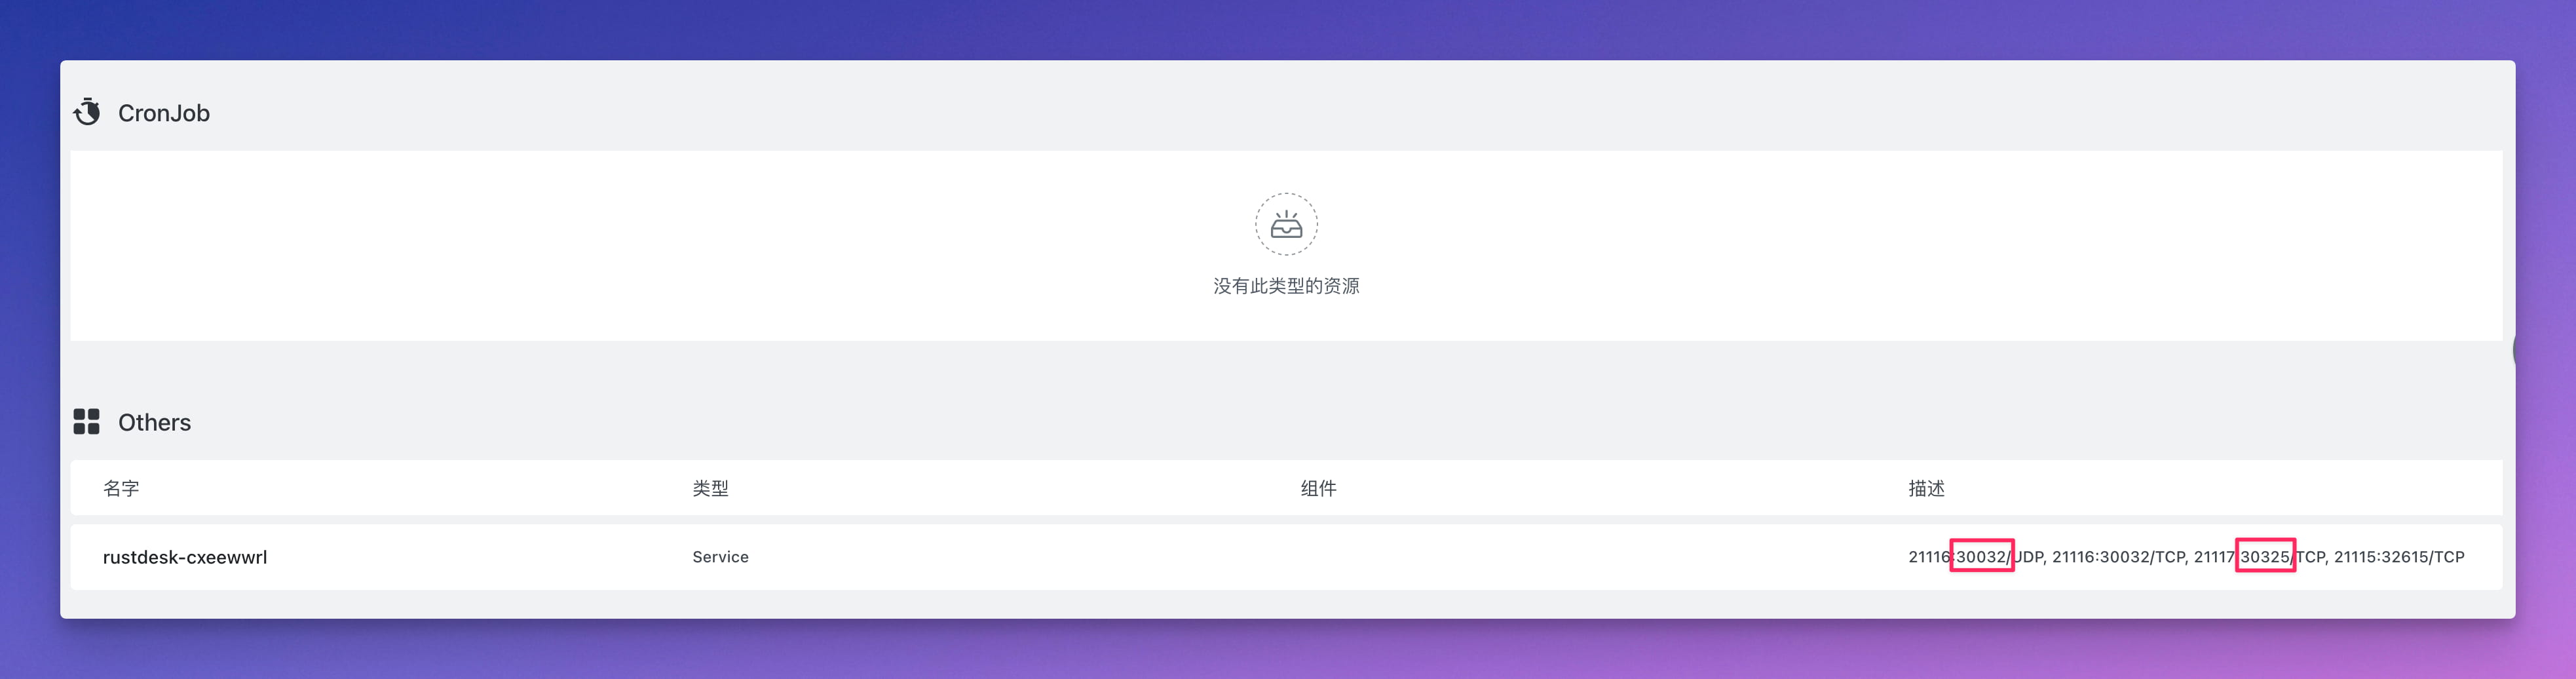 CronJob
没有此类型的资源
Others
名字 类型 组件 描述
rustdesk-cxeewwrl Service 21116:30032/UDP, 21116:30032/TCP, 21117:30325/TCP, 21115:32615/TCP